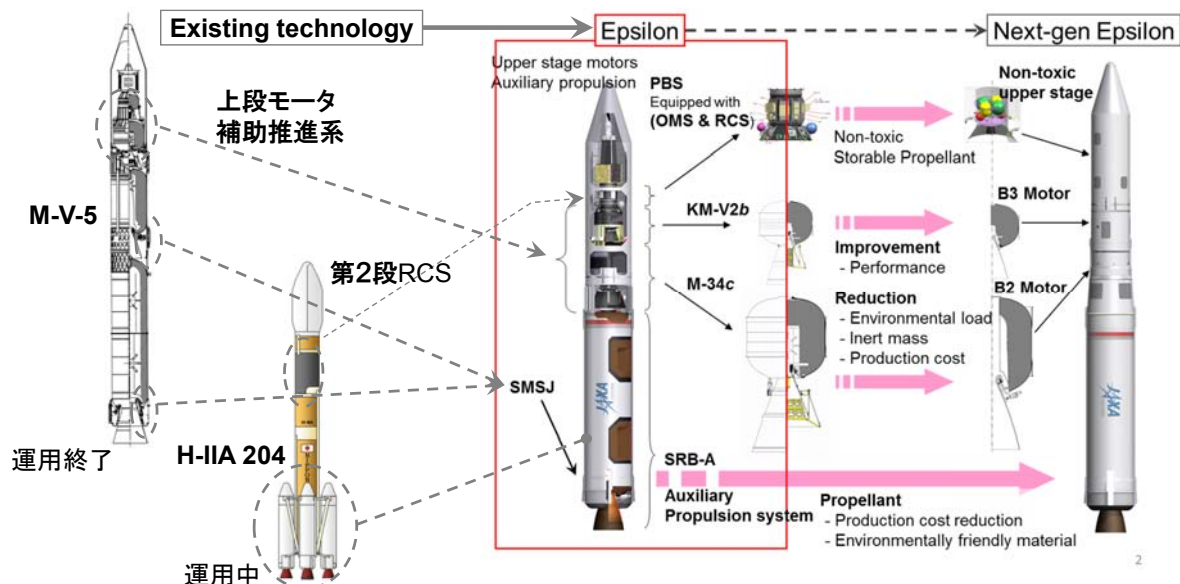 Existing technology
Epsilon
Next-gen Epsilon
Upper stage motors
Auxiliary propulsion
上段モータ
補助推進系
M-V-5
第2段RCS
運用終了
H-IIA 204
運用中
SMSJ
PBS
Equipped with
(OMS & RCS)
KM-V2b
M-34c
SRB-A
Auxiliary
Propulsion system
Non-toxic
Storable Propellant
Improvement
- Performance
Reduction
- Environmental load
- Inert mass
- Production cost
Propellant
- Production cost reduction
- Environmentally friendly material
Non-toxic
upper stage
B3 Motor
B2 Motor
JAXA
JAXA
2